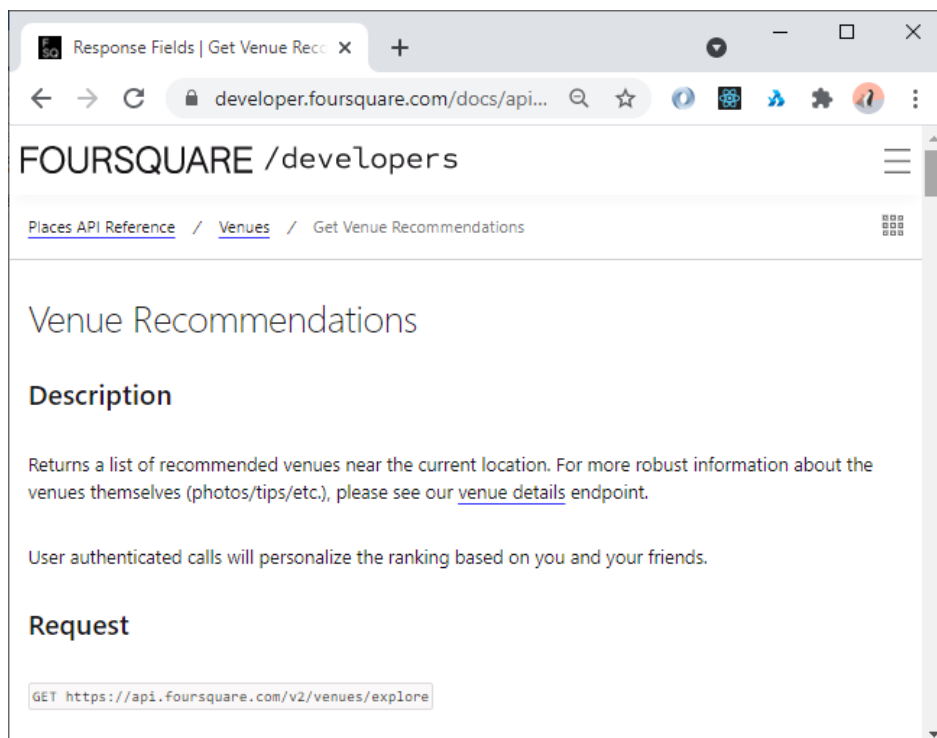 Response Fields | Get Venue Reco
developer.foursquare.com/docs/api...
FOURSQUARE /developers
Places API Reference / Venues / Get Venue Recommendations
Venue Recommendations
Description
Returns a list of recommended venues near the current location. For more robust information about the
venues themselves (photos/tips/etc.), please see our venue details endpoint.
User authenticated calls will personalize the ranking based on you and your friends.
Request
GET https://api.foursquare.com/v2/venues/explore